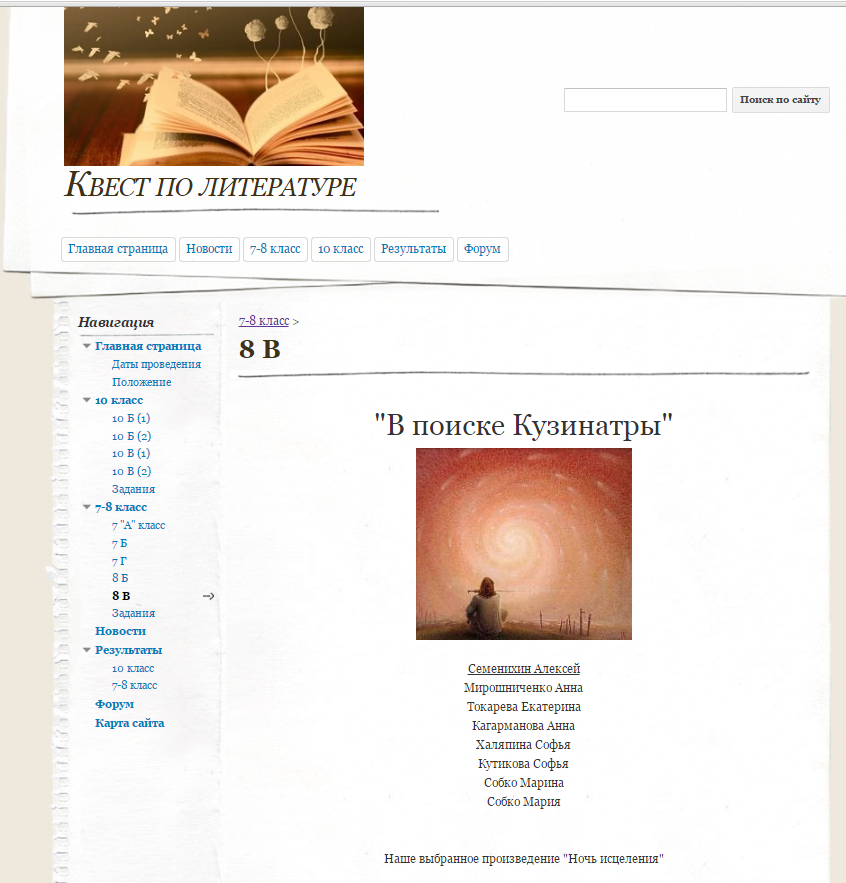 Поиск по сайту
Квест по литературе
Главная страница Новости 7-8 класс 10 класс Результаты Форум
Навигация
Главная страница
Даты проведения
Положение
10 класс
10 Б (1)
10 Б (2)
10 В (1)
10 В (2)
Задания
7-8 класс
7 "А" класс
7 Б
7 Г
8 Б
8 В
Задания
Новости
Результаты
10 класс
7-8 класс
Форум
Карта сайта
7-8 класс >
8 В
"В поиске Кузинатры"
Семенихин Алексей
Мирошниченко Анна
Токарева Екатерина
Кагарманова Анна
Халяпина Софья
Кутикова Софья
Собко Марина
Собко Мария
Наше выбранное произведение "Ночь исцеления"